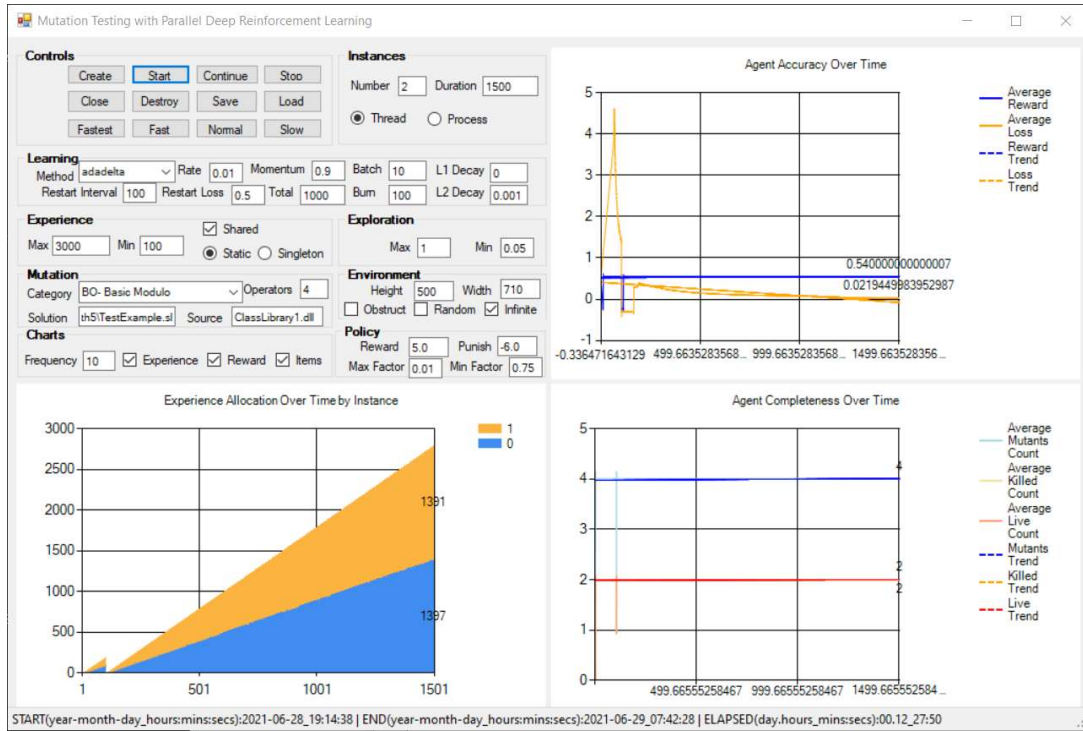 Mutation Testing with Parallel Deep Reinforcement Learning
Controls
Create Start Continue Stop
Close Destroy Save Load
Fastest Fast Normal Slow
Instances
Number 2 Duration 1500
Thread Process
Learning
Method adadelta Rate 0.01 Momentum 0.9 Batch 10 L1 Decay 0
Restart Interval 100 Restart Loss 0.5 Total 1000 Burn 100 L2 Decay 0.001
Experience
Shared
Max 3000 Min 100
Static Singleton
Exploration
Max 1 Min 0.05
Mutation
Category BO- Basic Modulo Operators 4
Solution th5\TestExample.sl Source ClassLibrary1.dll
Environment
Height 500 Width 710
Obstruct Random Infinite
Charts
Frequency 10 Experience Reward Items
Policy
Reward 5.0 Punish -6.0
Max Factor 0.01 Min Factor 0.75
Agent Accuracy Over Time
5
4
3
2
1
0
-1
0.540000000000007
0.0219449983952987
-0.336471643129 499.6635283568... 999.6635283568... 1499.663528356...
Average
Reward
Average
Loss
Reward
Trend
Loss
Trend
Experience Allocation Over Time by Instance
3000
2500
2000
1500
1000
500
0
1391
1397
1 501 1001 1501
1
0
Agent Completeness Over Time
5
4
3
2
1
0
4
2
2
499.66555258467 999.66555258467 1499.665552584...
Average
Mutants
Count
Average
Killed
Count
Average
Live
Count
Mutants
Trend
Killed
Trend
Live
Trend
START(year-month-day_hours:mins:secs):2021-06-28_19:14:38 | END(year-month-day_hours:mins:secs):2021-06-29_07:42:28 | ELAPSED(day.hours_mins:secs):00.12_27:50